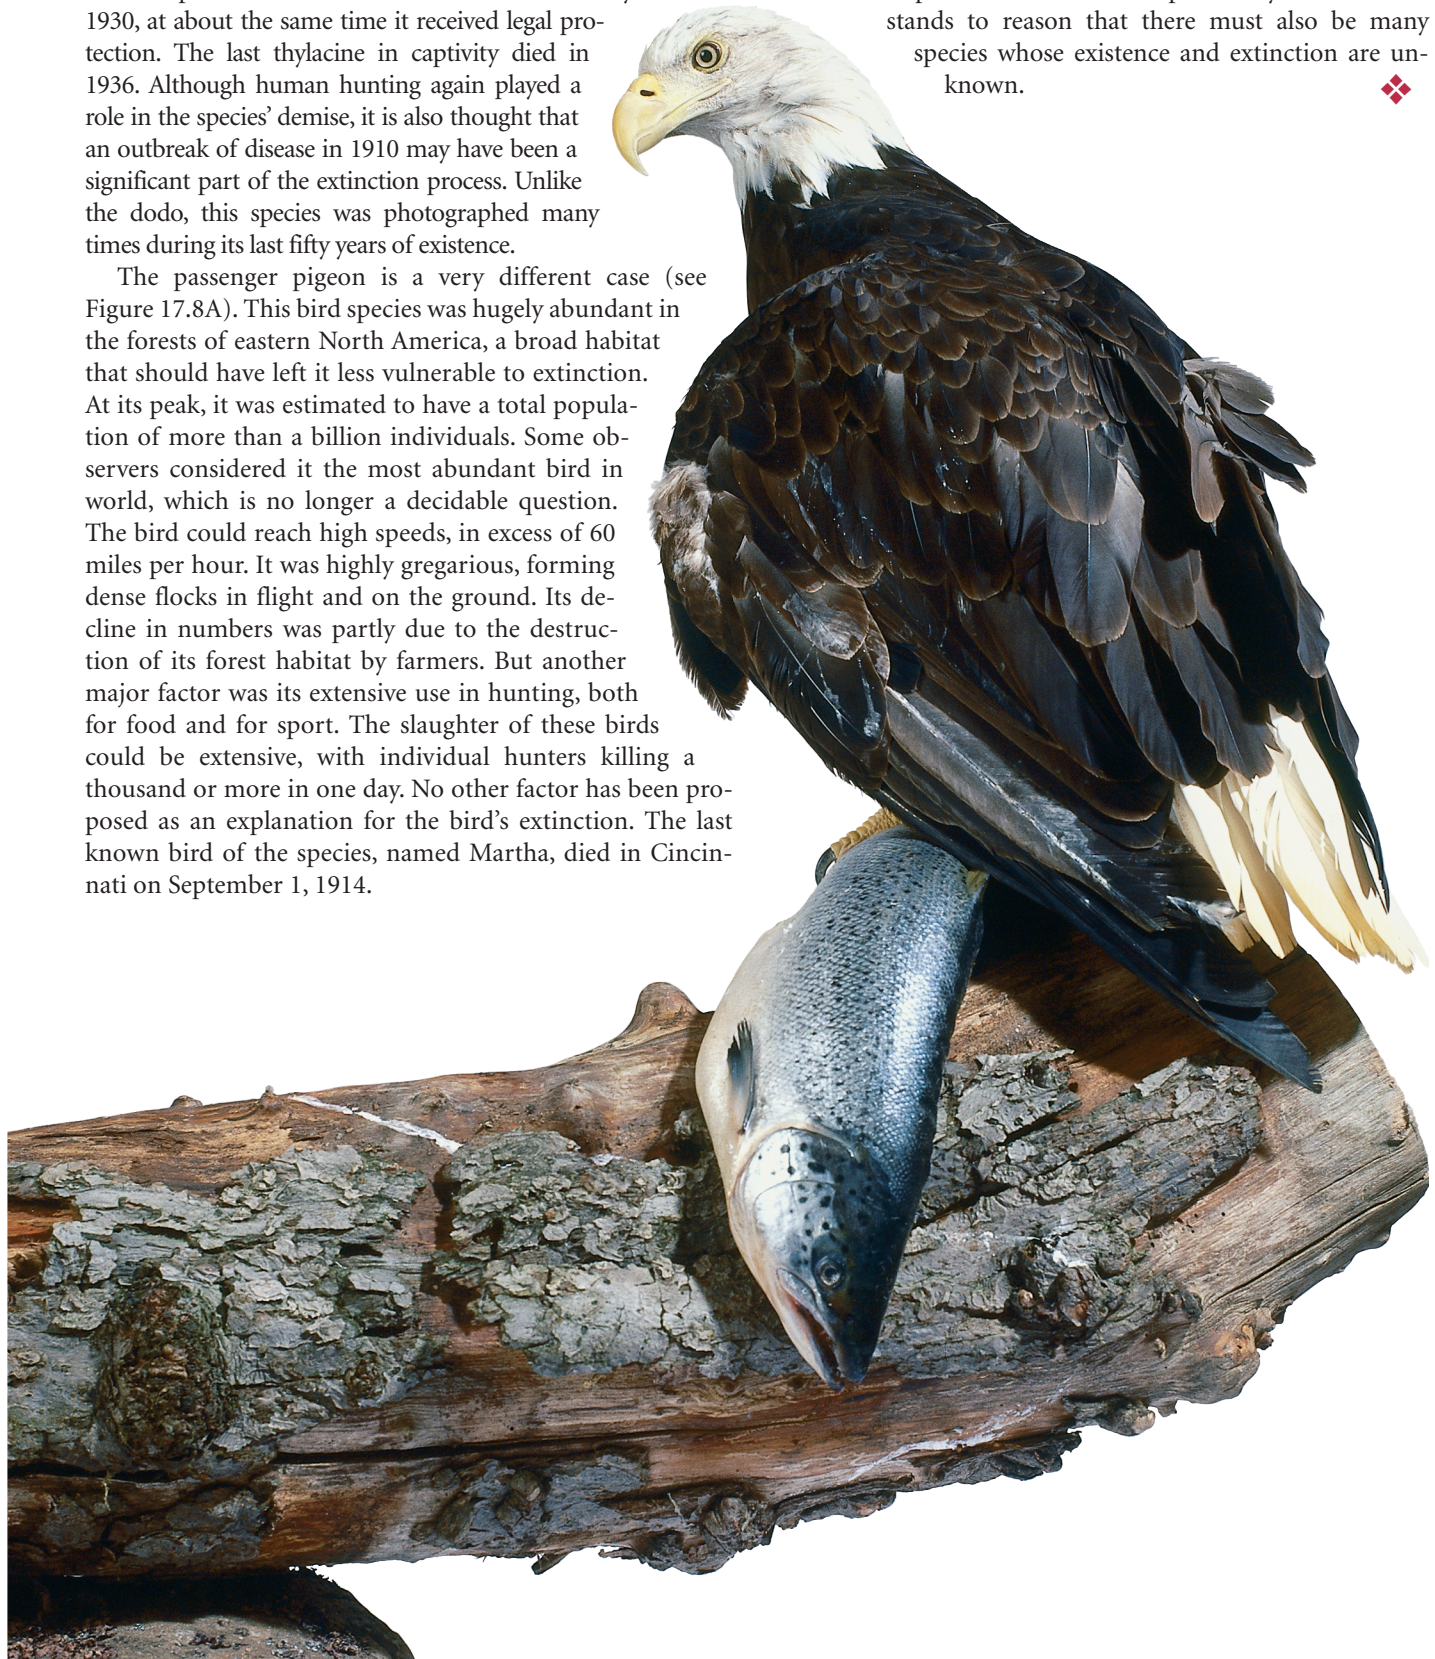 1930, at about the same time it received legal pro-
tection. The last thylacine in captivity died in
1936. Although human hunting again played a
role in the species’ demise, it is also thought that
an outbreak of disease in 1910 may have been a
significant part of the extinction process. Unlike
the dodo, this species was photographed many
times during its last fifty years of existence.
The passenger pigeon is a very different case (see
Figure 17.8A). This bird species was hugely abundant in
the forests of eastern North America, a broad habitat
that should have left it less vulnerable to extinction.
At its peak, it was estimated to have a total popula-
tion of more than a billion individuals. Some ob-
servers considered it the most abundant bird in
world, which is no longer a decidable question.
The bird could reach high speeds, in excess of 60
miles per hour. It was highly gregarious, forming
dense flocks in flight and on the ground. Its de-
cline in numbers was partly due to the destruc-
tion of its forest habitat by farmers. But another
major factor was its extensive use in hunting, both
for food and for sport. The slaughter of these birds
could be extensive, with individual hunters killing a
thousand or more in one day. No other factor has been pro-
posed as an explanation for the bird’s extinction. The last
known bird of the species, named Martha, died in Cincin-
nati on September 1, 1914.
stands to reason that there must also be many
species whose existence and extinction are un-
known.